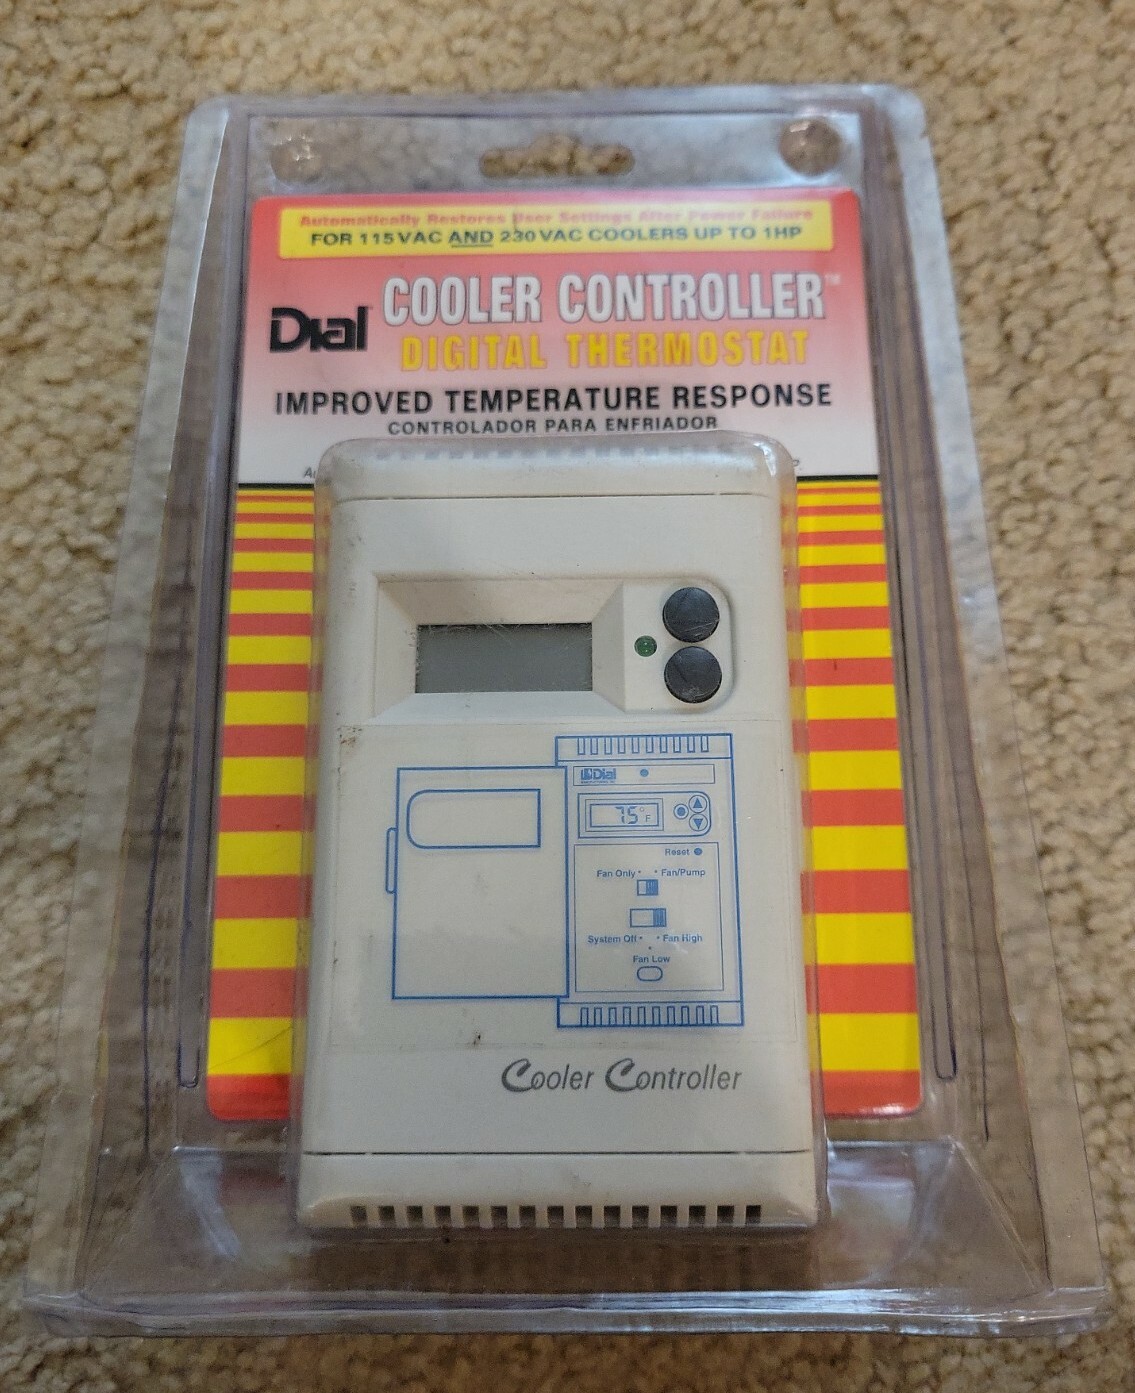 Automatically Restores User Settings After Power Failure
FOR 115VAC AND 230VAC COOLERS UP TO 1HP
Dial
COOLER CONTROLLER™
DIGITAL THERMOSTAT
IMPROVED TEMPERATURE RESPONSE
CONTROLADOR PARA ENFRIADOR
Dial
75°F
Reset
Fan Only Fan/Pump
System Off Fan High
Fan Low
Cooler Controller